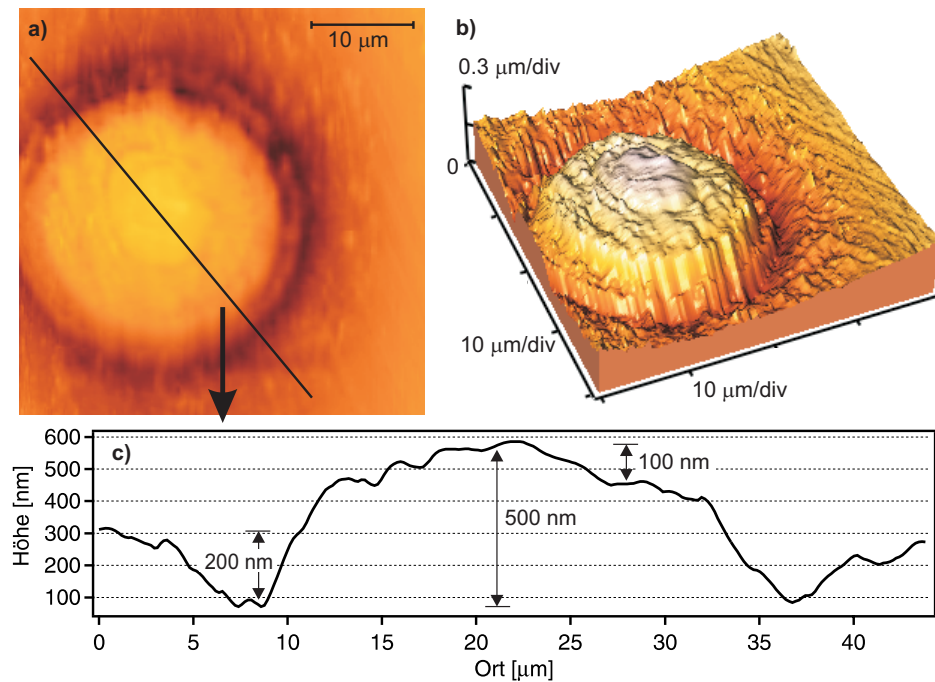 a)
10 μm
b)
0.3 μm/div
0
10 μm/div
10 μm/div
c)
Höhe [nm]
600
500
400
300
200
100
200 nm
500 nm
100 nm
0 5 10 15 20 25 30 35 40
Ort [μm]